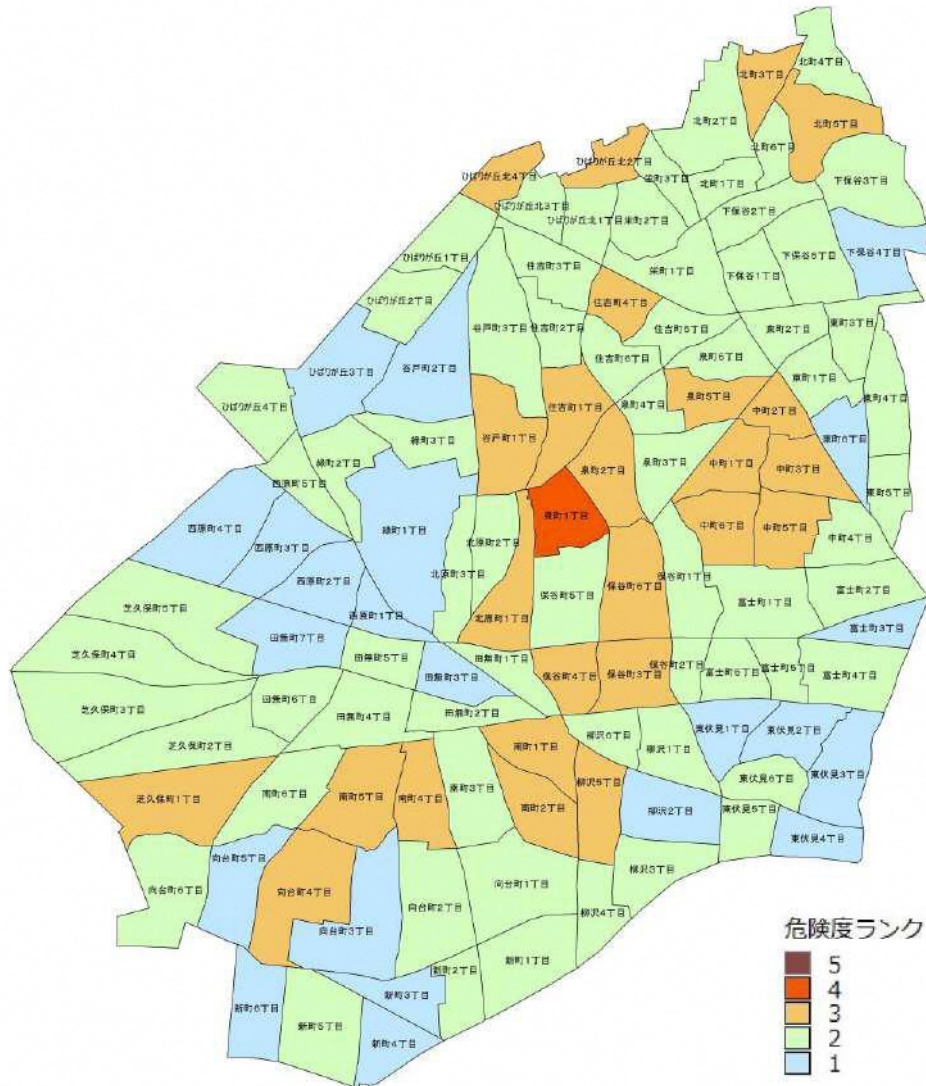 北町4丁目
北町3丁目
北町2丁目
北町5丁目
北町6丁目
ひばりが丘北2丁目
ひばりが丘北4丁目
栄町3丁目
北町1丁目
下保谷3丁目
ひばりが丘北3丁目
ひばりが丘北1丁目
栄町2丁目
下保谷2丁目
ひばりが丘1丁目
住吉町3丁目
栄町1丁目
下保谷1丁目
下保谷5丁目
下保谷4丁目
ひばりが丘2丁目
住吉町4丁目
谷戸町3丁目
住吉町2丁目
住吉町5丁目
泉町2丁目
東町3丁目
ひばりが丘3丁目
谷戸町2丁目
住吉町6丁目
泉町6丁目
東町1丁目
ひばりが丘4丁目
住吉町1丁目
泉町4丁目
泉町5丁目
中町2丁目
東町4丁目
緑町3丁目
谷戸町1丁目
東町6丁目
緑町2丁目
西原町5丁目
泉町2丁目
泉町3丁目
中町1丁目
中町3丁目
東町5丁目
西原町4丁目
緑町1丁目
泉町1丁目
中町6丁目
中町5丁目
中町4丁目
西原町3丁目
北原町2丁目
西原町2丁目
北原町3丁目
保谷町5丁目
保谷町6丁目
保谷町1丁目
富士町1丁目
富士町2丁目
芝久保町5丁目
西原町1丁目
北原町1丁目
富士町3丁目
田無町7丁目
芝久保町4丁目
田無町5丁目
田無町1丁目
保谷町4丁目
保谷町3丁目
保谷町2丁目
富士町6丁目
富士町5丁目
富士町4丁目
田無町3丁目
芝久保町3丁目
田無町6丁目
田無町4丁目
田無町2丁目
芝久保町2丁目
柳沢6丁目
柳沢1丁目
東伏見1丁目
東伏見2丁目
南町1丁目
芝久保町1丁目
南町6丁目
南町5丁目
南町4丁目
南町3丁目
南町2丁目
柳沢5丁目
柳沢2丁目
東伏見6丁目
東伏見3丁目
東伏見5丁目
東伏見4丁目
向台町5丁目
向台町6丁目
向台町4丁目
向台町3丁目
向台町2丁目
向台町1丁目
柳沢3丁目
柳沢4丁目
新町6丁目
新町5丁目
新町4丁目
新町3丁目
新町2丁目
新町1丁目
危険度ランク
5
4
3
2
1